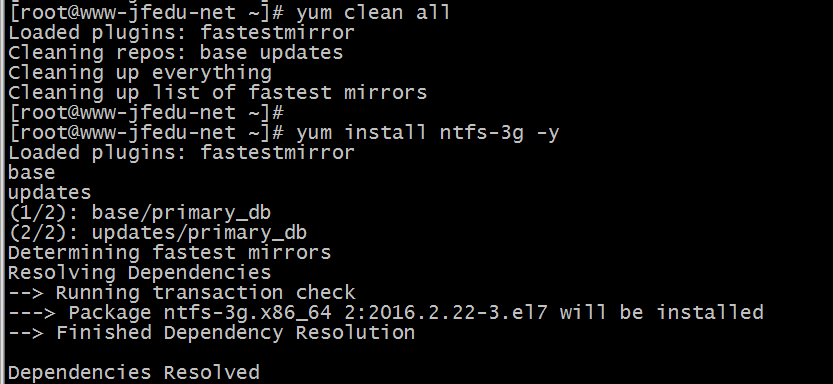 [root@www-jfedu-net ~]# yum clean all
Loaded plugins: fastestmirror
Cleaning repos: base updates
Cleaning up everything
Cleaning up list of fastest mirrors
[root@www-jfedu-net ~]#
[root@www-jfedu-net ~]# yum install ntfs-3g -y
Loaded plugins: fastestmirror
base
updates
(1/2): base/primary_db
(2/2): updates/primary_db
Determining fastest mirrors
Resolving Dependencies
--> Running transaction check
---> Package ntfs-3g.x86_64 2:2016.2.22-3.el7 will be installed
--> Finished Dependency Resolution
Dependencies Resolved